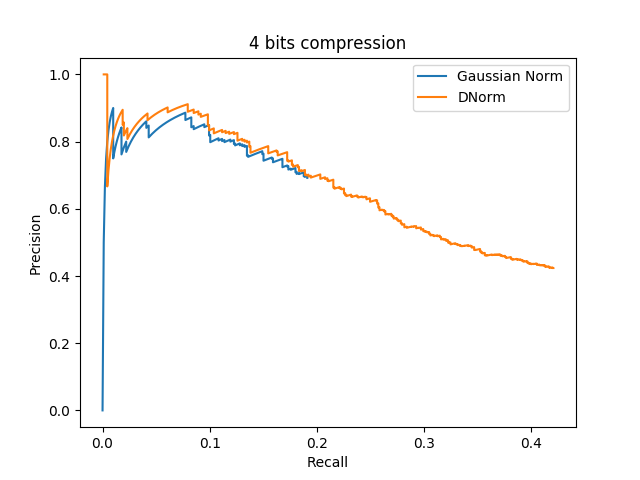 4 bits compression
Gaussian Norm
DNorm
1.0
0.8
0.6
0.4
0.2
0.0
Precision
0.0 0.1 0.2 0.3 0.4
Recall